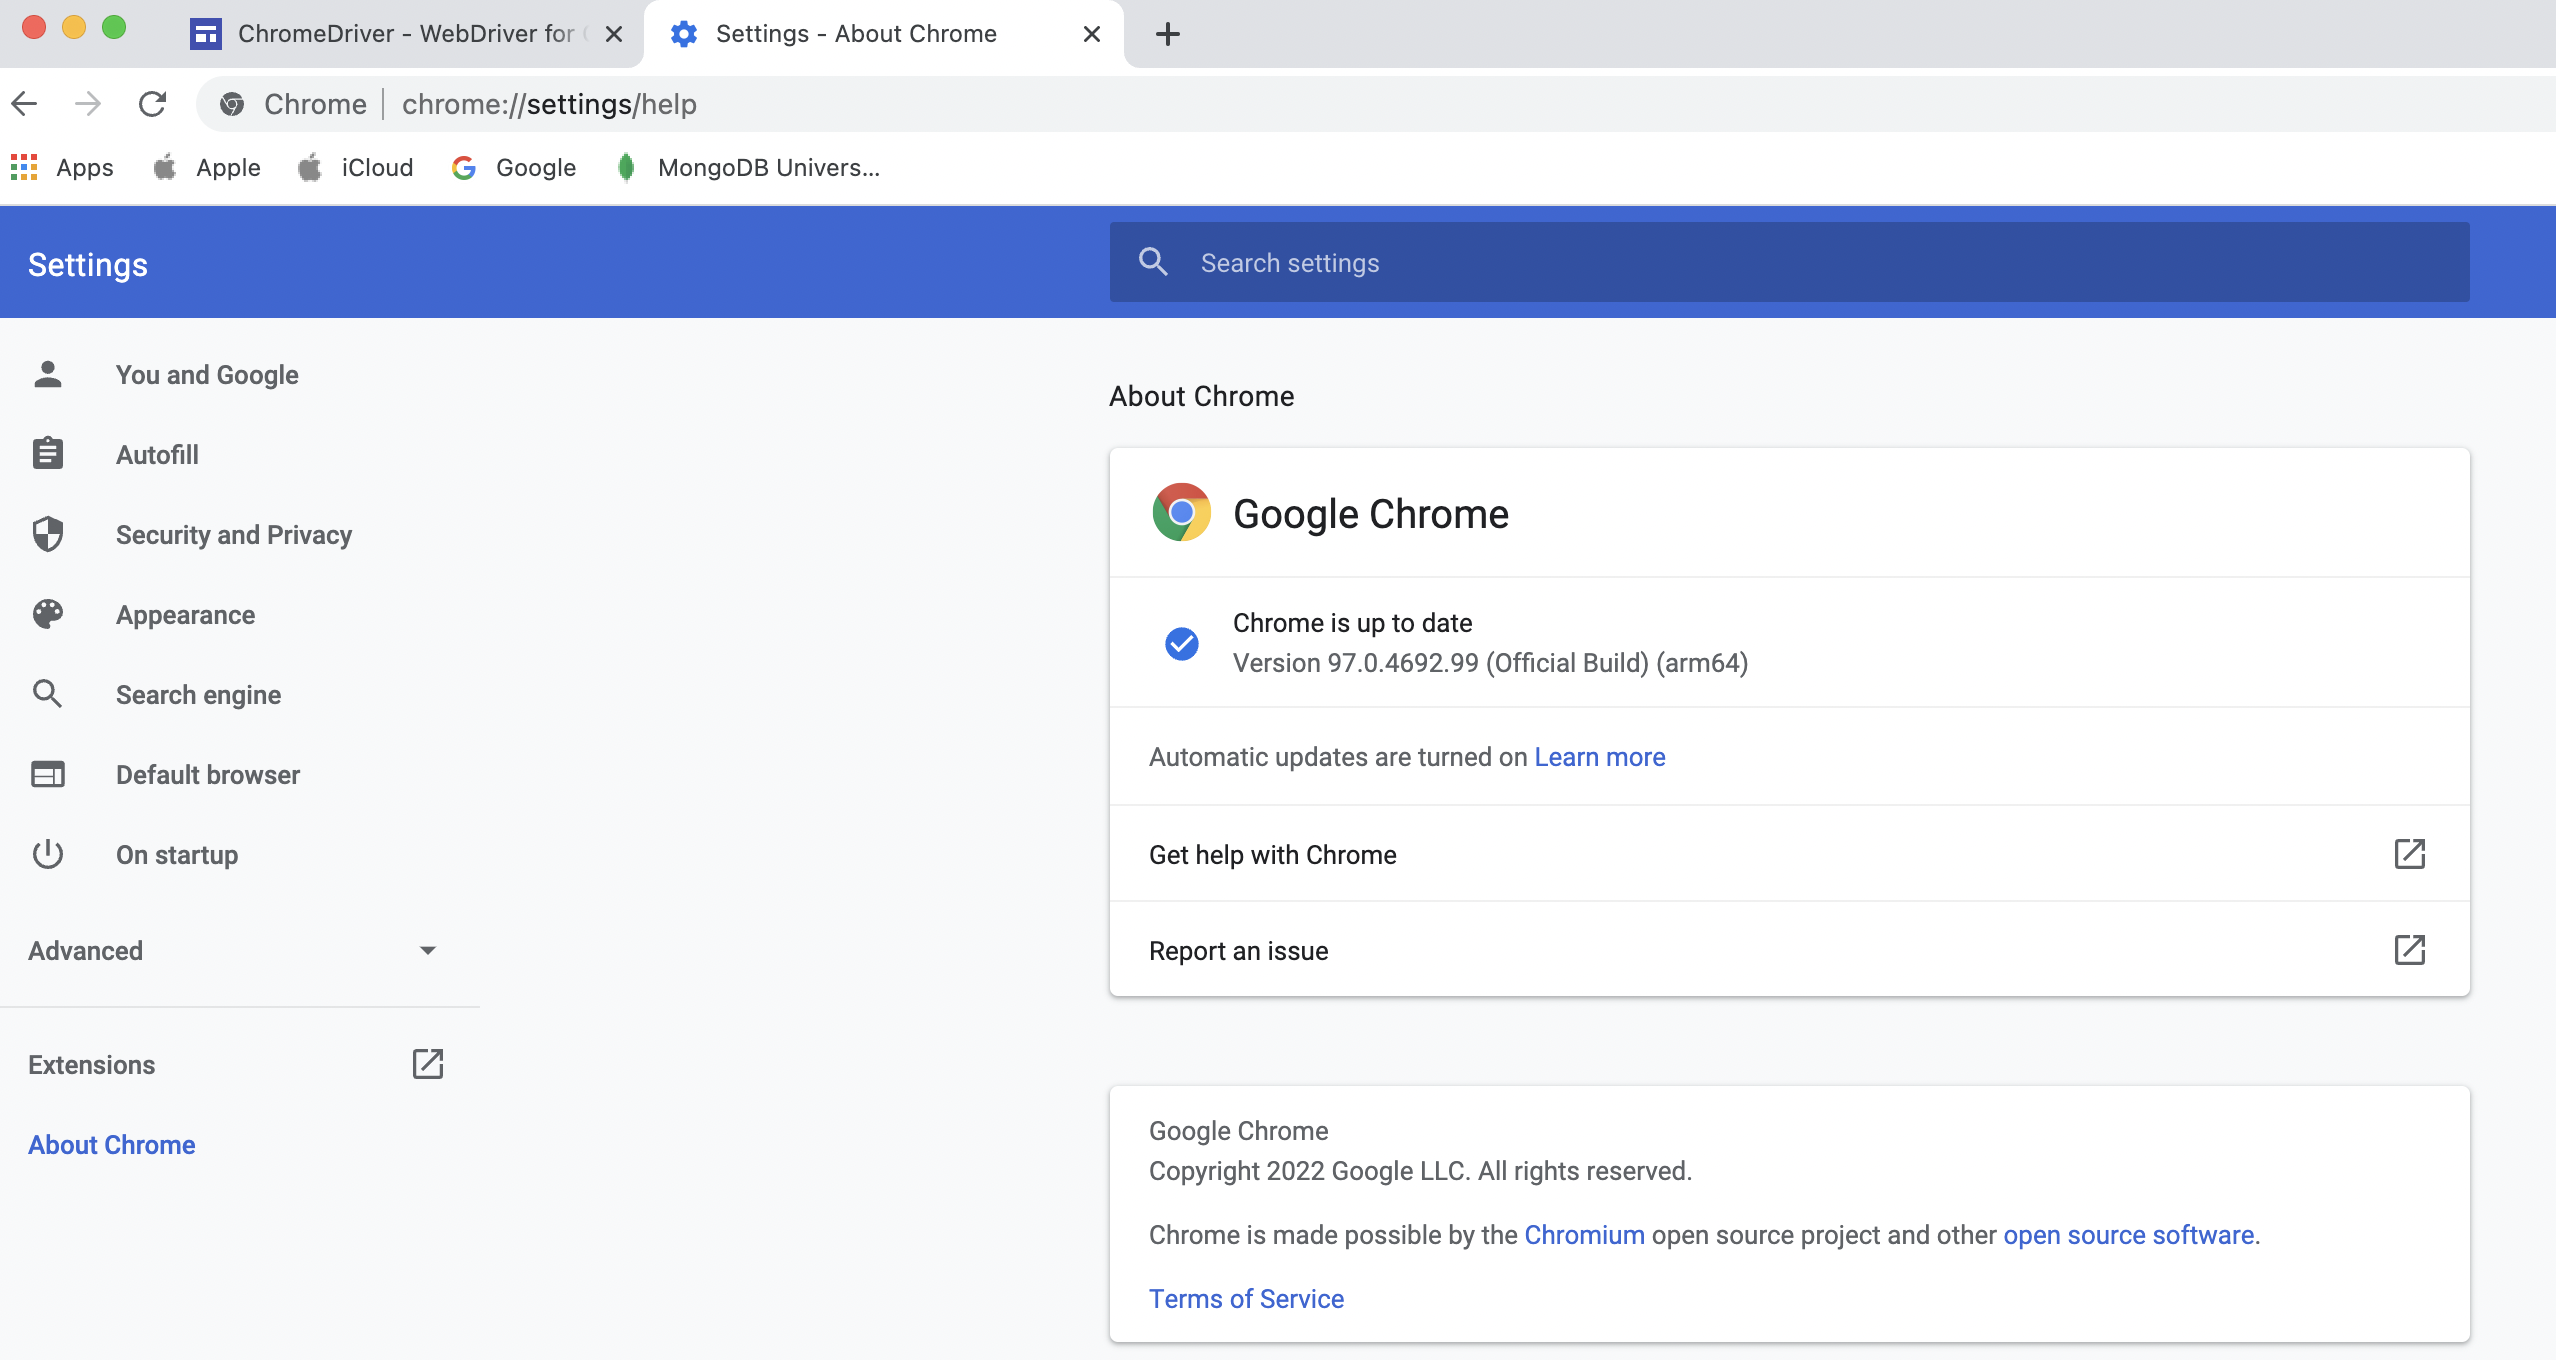 ChromeDriver - WebDriver for
Settings - About Chrome
Chrome | chrome://settings/help
Apps Apple iCloud Google MongoDB Univers...
Settings
Search settings
You and Google
Autofill
Security and Privacy
Appearance
Search engine
Default browser
On startup
Advanced
Extensions
About Chrome
About Chrome
Google Chrome
Chrome is up to date
Version 97.0.4692.99 (Official Build) (arm64)
Automatic updates are turned on Learn more
Get help with Chrome
Report an issue
Google Chrome
Copyright 2022 Google LLC. All rights reserved.
Chrome is made possible by the Chromium open source project and other open source software.
Terms of Service